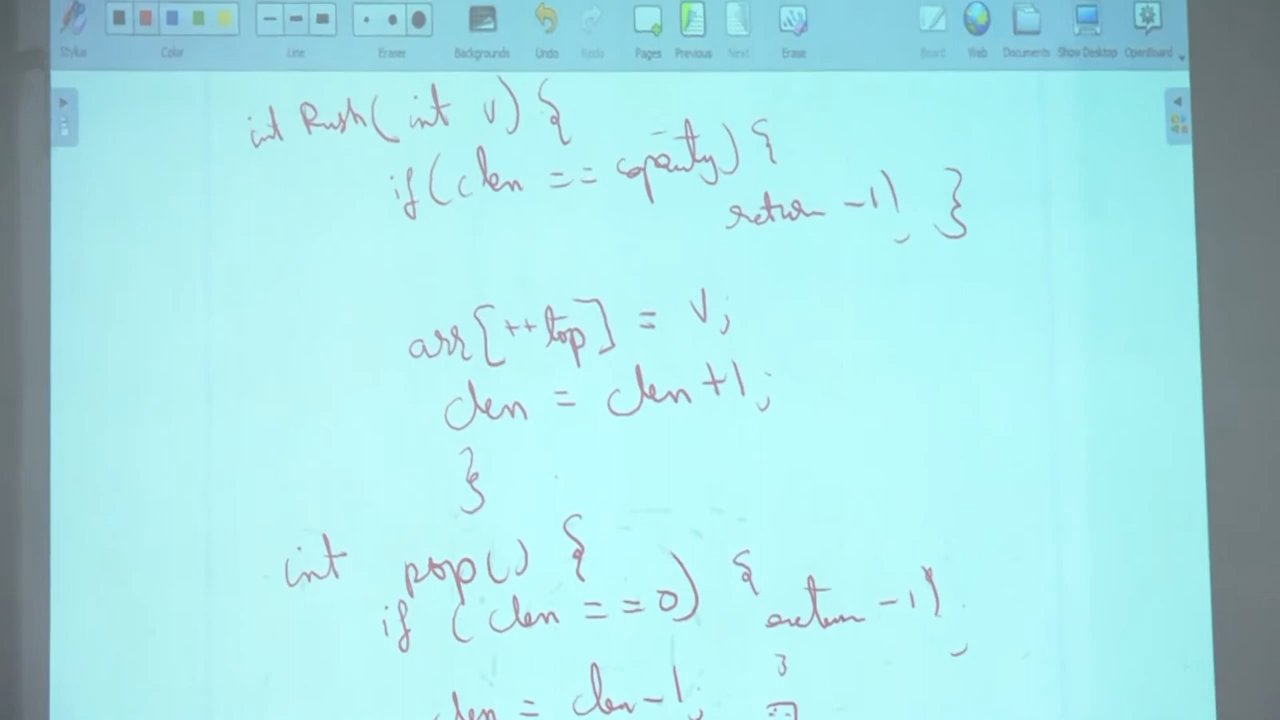 Stylus Color Line Eraser Backgrounds Undo Redo Pages Previous Next Erase Board Web Documents Show Desktop OpenBoard
int Push(int v) {
if(clen == capacity) {
return -1; }
arr[++top] = v;
clen = clen+1;
}
int pop() {
if (clen == 0) { return -1;
}
clen = clen-1;